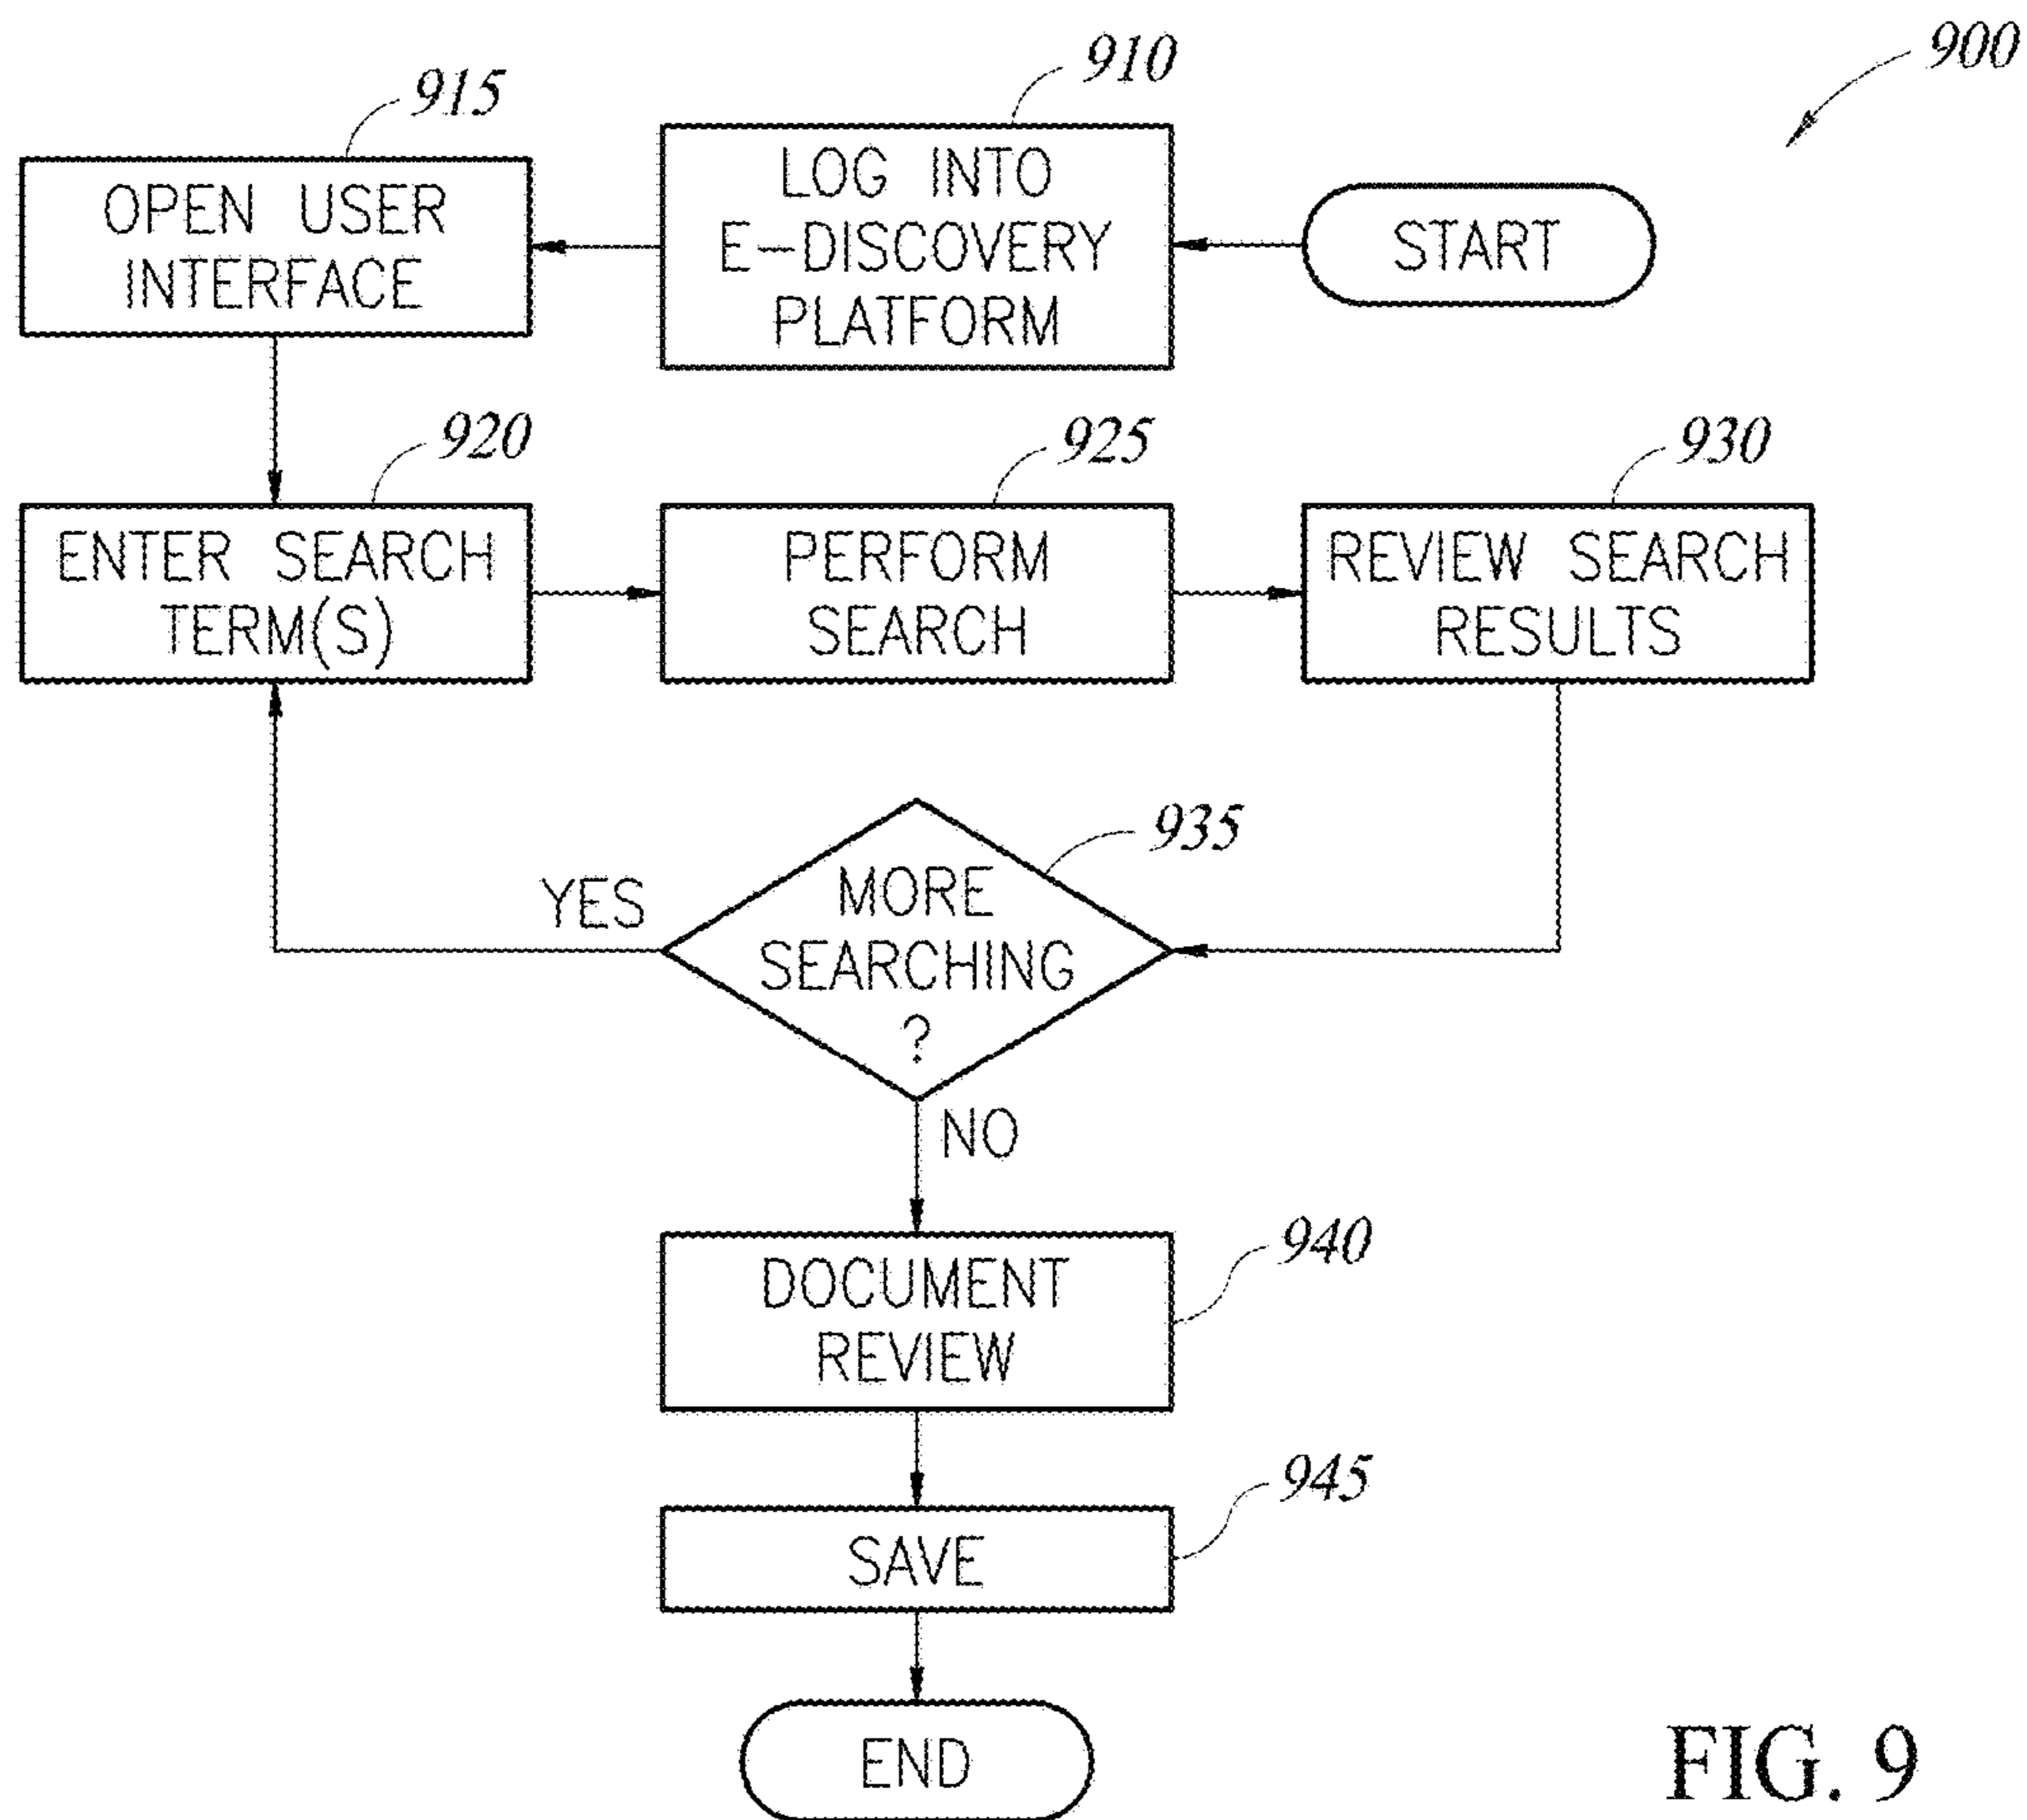 900
START
910
LOG INTO
E-DISCOVERY
PLATFORM
915
OPEN USER
INTERFACE
920
ENTER SEARCH
TERM(S)
925
PERFORM
SEARCH
930
REVIEW SEARCH
RESULTS
935
MORE
SEARCHING
?
YES
NO
940
DOCUMENT
REVIEW
945
SAVE
END
FIG. 9